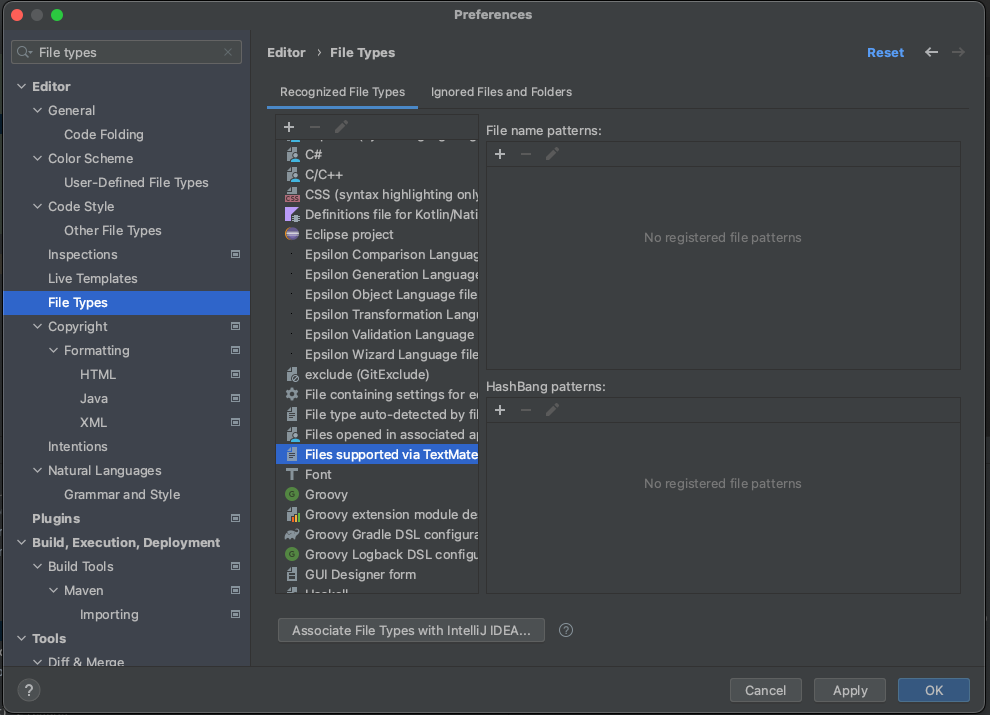 Preferences
File types
Editor
General
Code Folding
Color Scheme
User-Defined File Types
Code Style
Other File Types
Inspections
Live Templates
File Types
Copyright
Formatting
HTML
Java
XML
Intentions
Natural Languages
Grammar and Style
Plugins
Build, Execution, Deployment
Build Tools
Maven
Importing
Tools
Diff & Merge
Editor › File Types
Reset
Recognized File Types
Ignored Files and Folders
C#
C/C++
CSS (syntax highlighting only
Definitions file for Kotlin/Nati
Eclipse project
Epsilon Comparison Languag
Epsilon Generation Language
Epsilon Object Language file
Epsilon Transformation Langu
Epsilon Validation Language
Epsilon Wizard Language file
exclude (GitExclude)
File containing settings for e
File type auto-detected by fil
Files opened in associated a
Files supported via TextMate
Font
Groovy
Groovy extension module de
Groovy Gradle DSL configura
Groovy Logback DSL configu
GUI Designer form
Haskell
File name patterns:
No registered file patterns
HashBang patterns:
No registered file patterns
Associate File Types with IntelliJ IDEA...
?
?
Cancel
Apply
OK